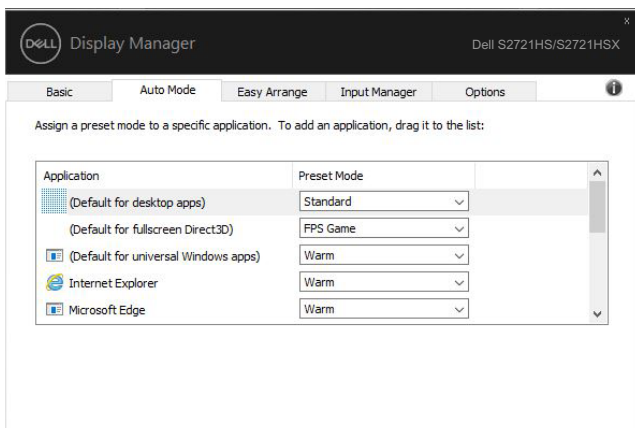 DELL Display Manager
x
Dell S2721HS/S2721HSX
Basic Auto Mode Easy Arrange Input Manager Options
Assign a preset mode to a specific application. To add an application, drag it to the list:
Application Preset Mode
(Default for desktop apps) Standard
(Default for fullscreen Direct3D) FPS Game
(Default for universal Windows apps) Warm
Internet Explorer Warm
Microsoft Edge Warm